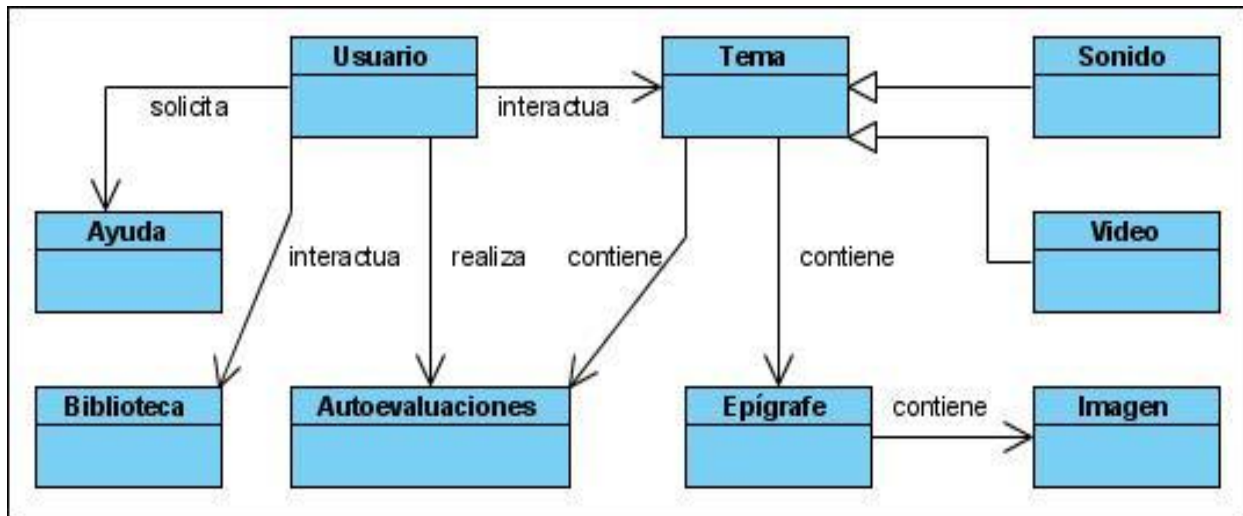 Usuario
Tema
Sonido
solicita
interactua
Ayuda
Video
interactua
realiza
contiene
contiene
Biblioteca
Autoevaluaciones
Epígrafe
contiene
Imagen